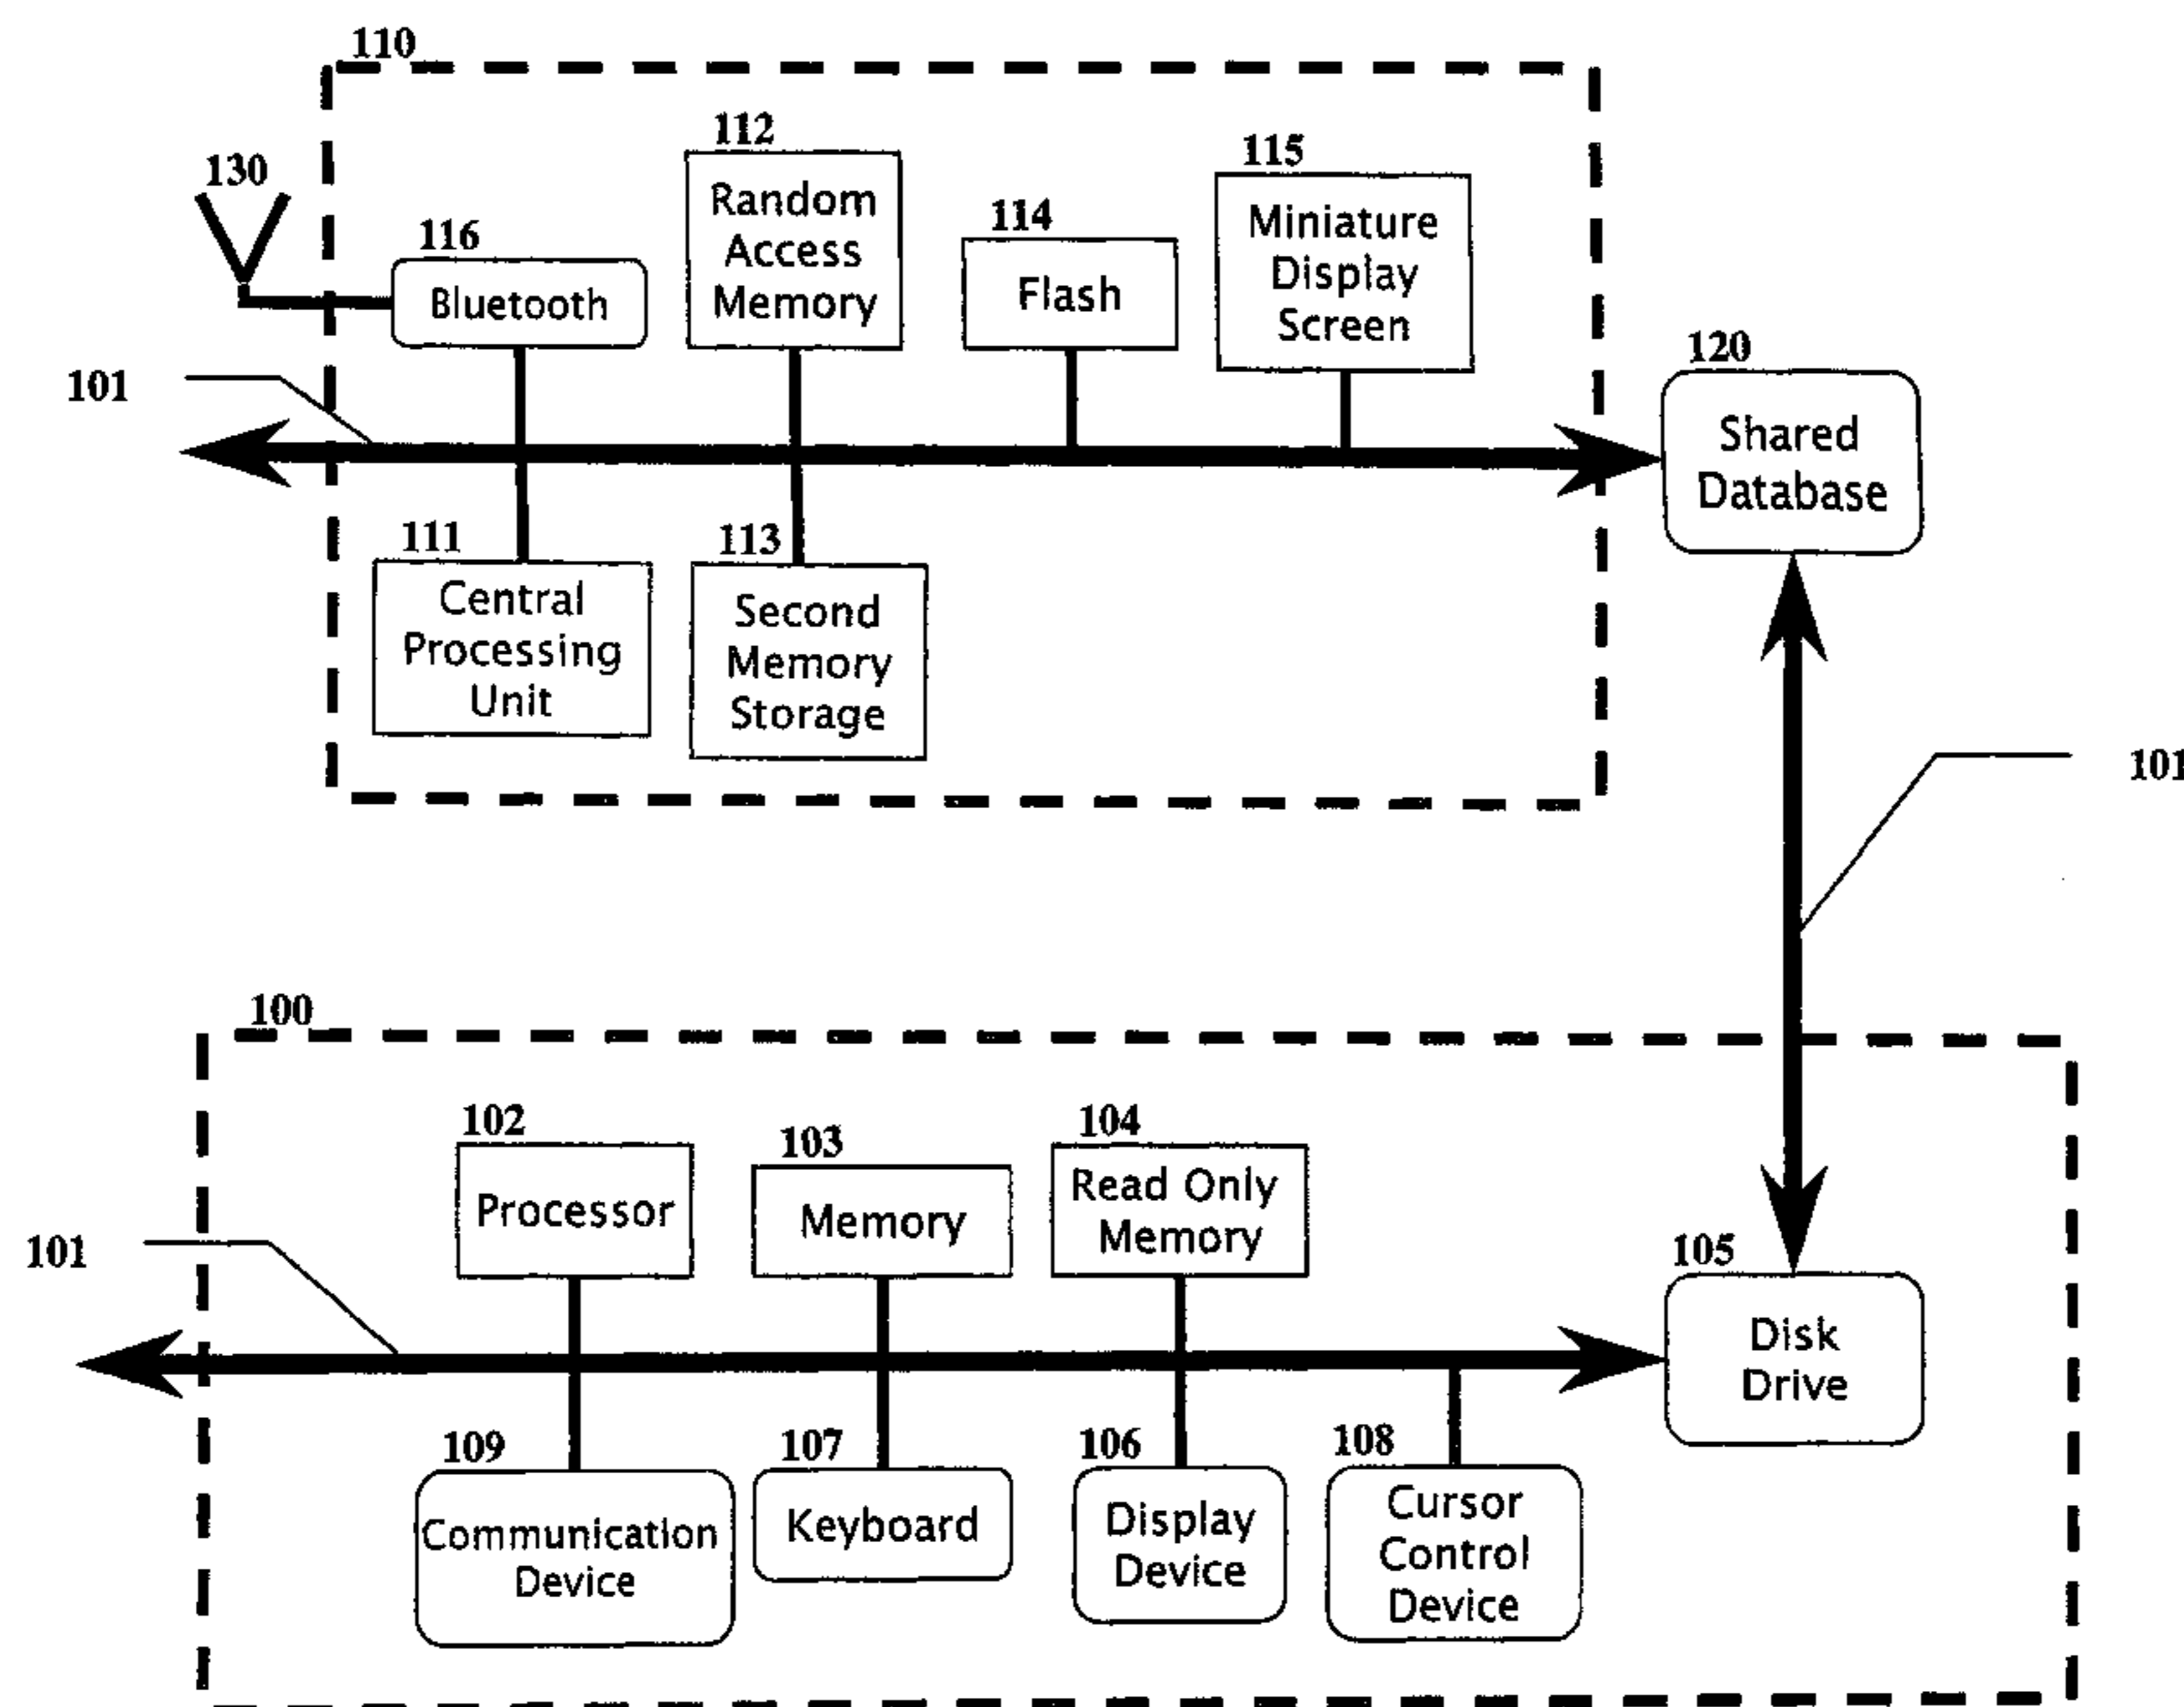 110
130
116
Bluetooth
112
Random
Access
Memory
114
Flash
115
Miniature
Display
Screen
101
120
Shared
Database
111
Central
Processing
Unit
113
Second
Memory
Storage
101
100
102
Processor
103
Memory
104
Read Only
Memory
101
105
Disk
Drive
109
Communication
Device
107
Keyboard
106
Display
Device
108
Cursor
Control
Device